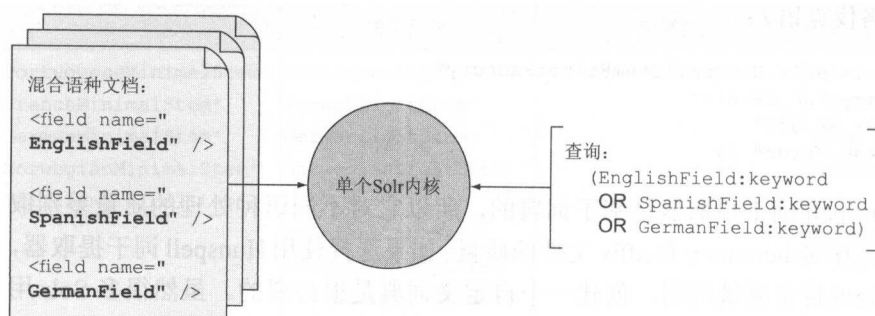 混合语种文档:
<field name="
EnglishField" />
<field name="
SpanishField" />
<field name="
GermanField" />
单个Solr内核
查询:
(EnglishField:keyword
OR SpanishField:keyword
OR GermanField:keyword)